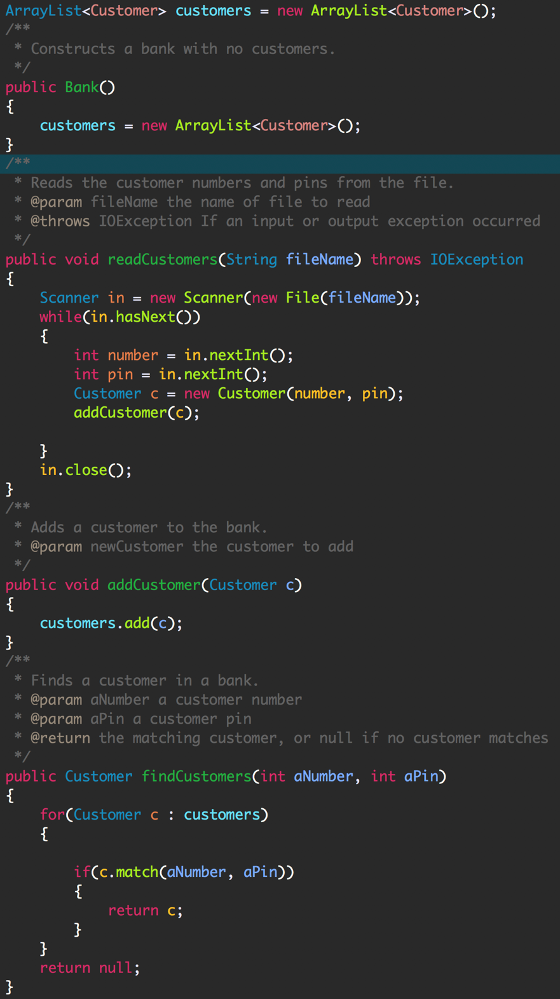 ArrayList<Customer> customers = new ArrayList<Customer>();
/**
 * Constructs a bank with no customers.
 */
public Bank()
{
    customers = new ArrayList<Customer>();
}
/**
 * Reads the customer numbers and pins from the file.
 * @param fileName the name of file to read
 * @throws IOException If an input or output exception occurred
 */
public void readCustomers(String fileName) throws IOException
{
    Scanner in = new Scanner(new File(fileName));
    while(in.hasNext())
    {
        int number = in.nextInt();
        int pin = in.nextInt();
        Customer c = new Customer(number, pin);
        addCustomer(c);
    }
    in.close();
}
/**
 * Adds a customer to the bank.
 * @param newCustomer the customer to add
 */
public void addCustomer(Customer c)
{
    customers.add(c);
}
/**
 * Finds a customer in a bank.
 * @param aNumber a customer number
 * @param aPin a customer pin
 * @return the matching customer, or null if no customer matches
 */
public Customer findCustomers(int aNumber, int aPin)
{
    for(Customer c : customers)
    {
        if(c.match(aNumber, aPin))
        {
            return c;
        }
    }
    return null;
}